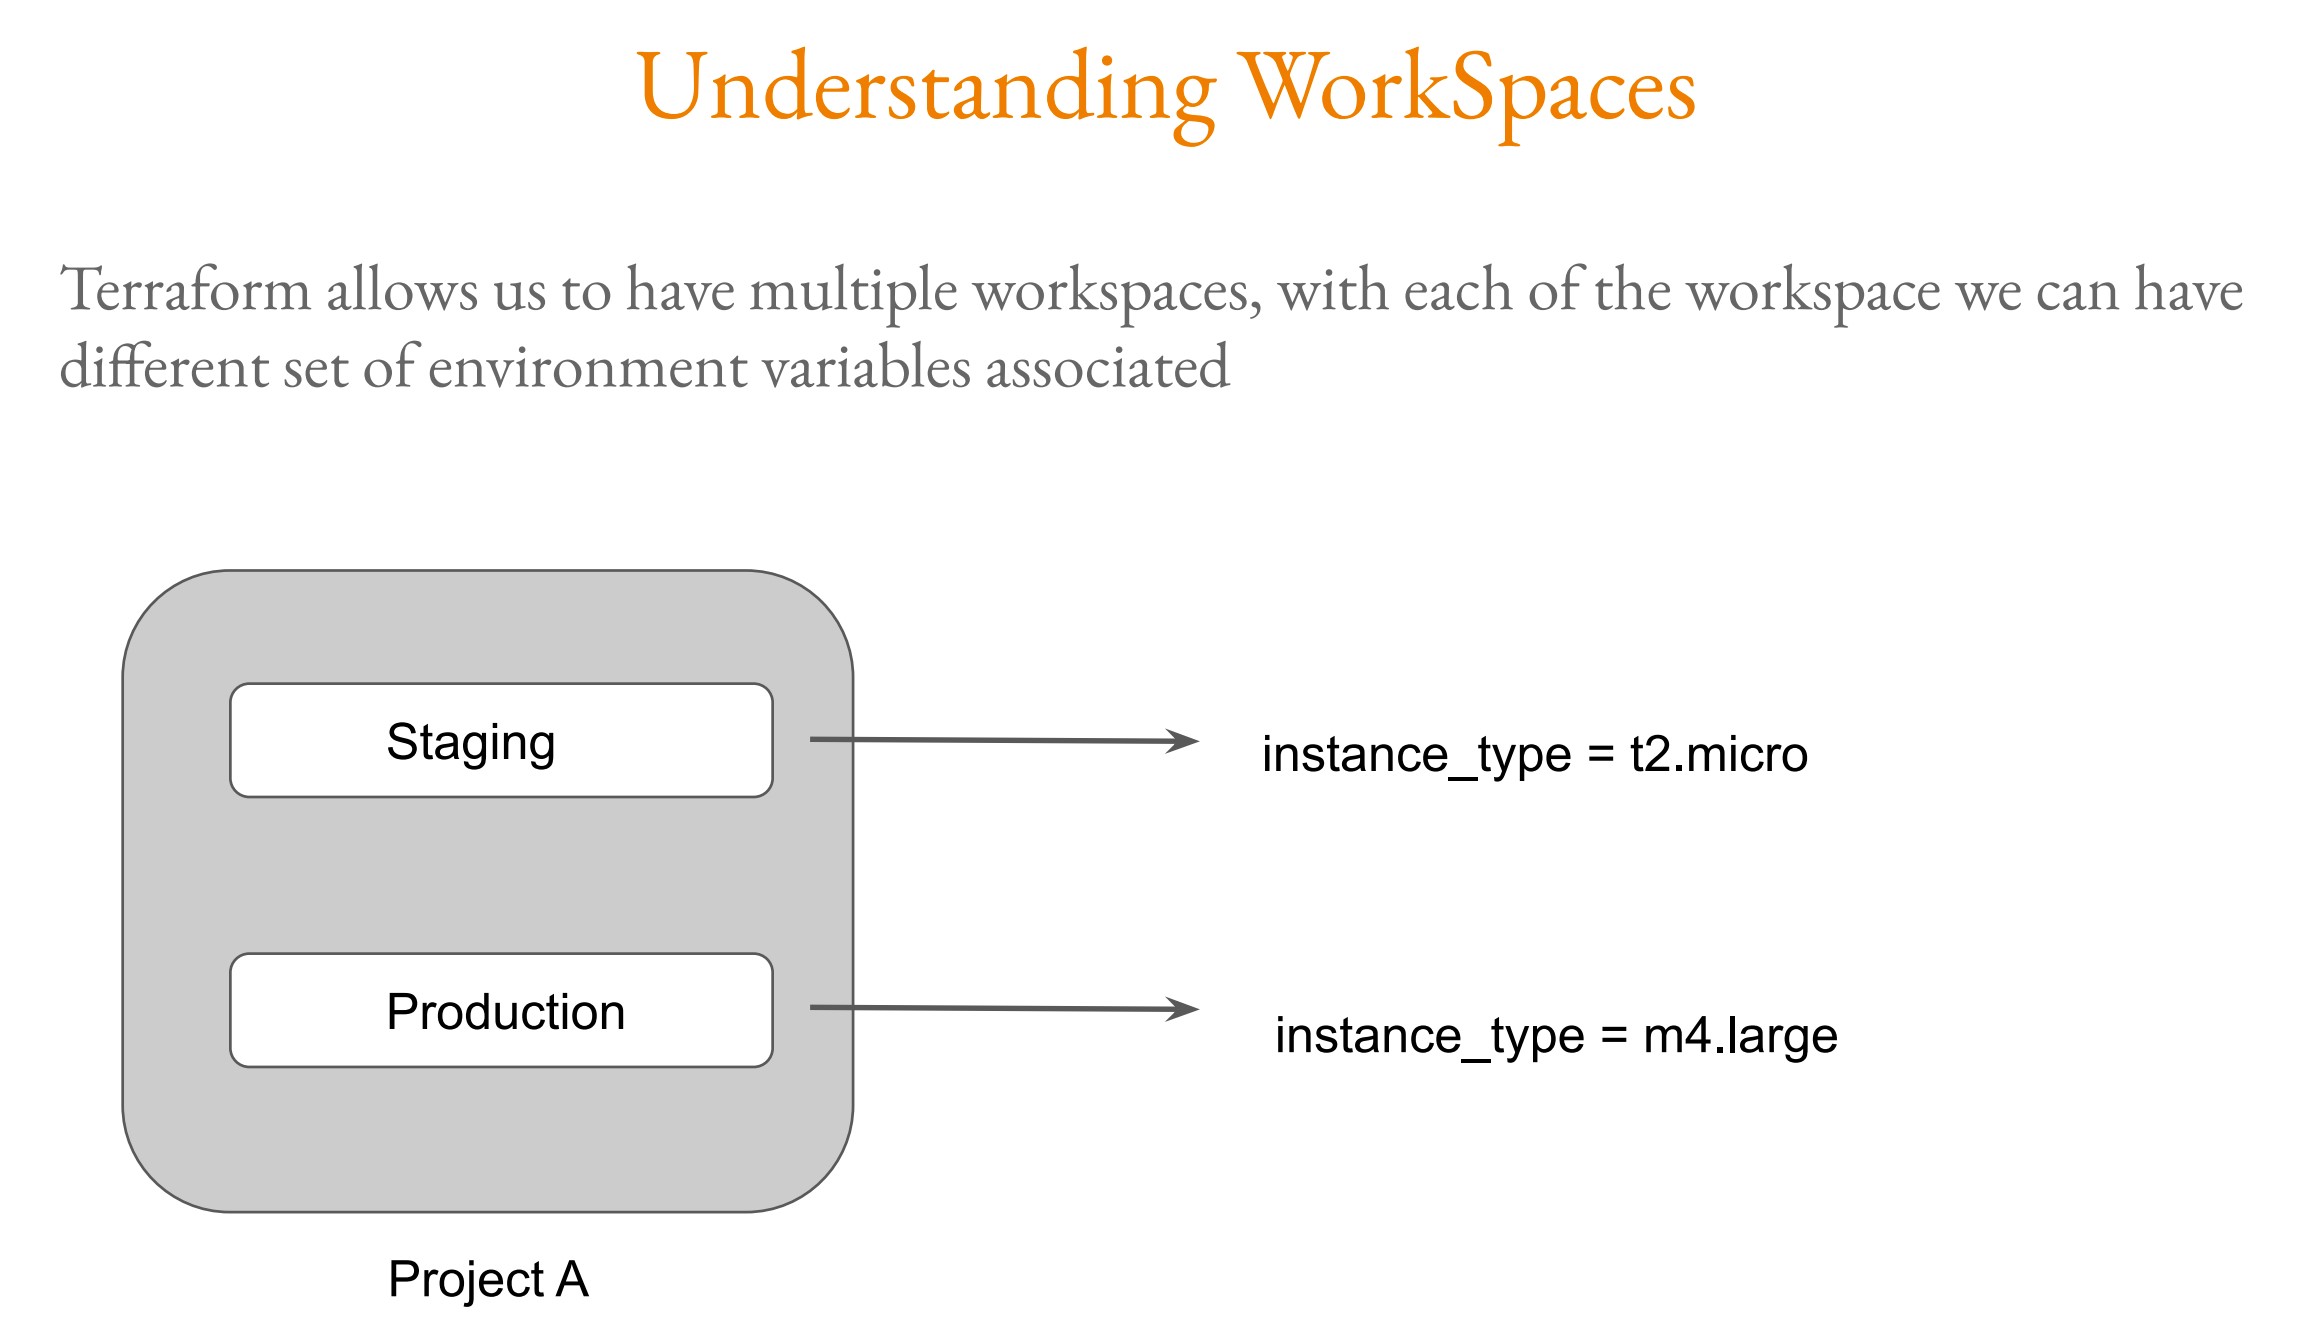 Understanding WorkSpaces
Terraform allows us to have multiple workspaces, with each of the workspace we can have
different set of environment variables associated
Staging
instance_type = t2.micro
Production
instance_type = m4.large
Project A